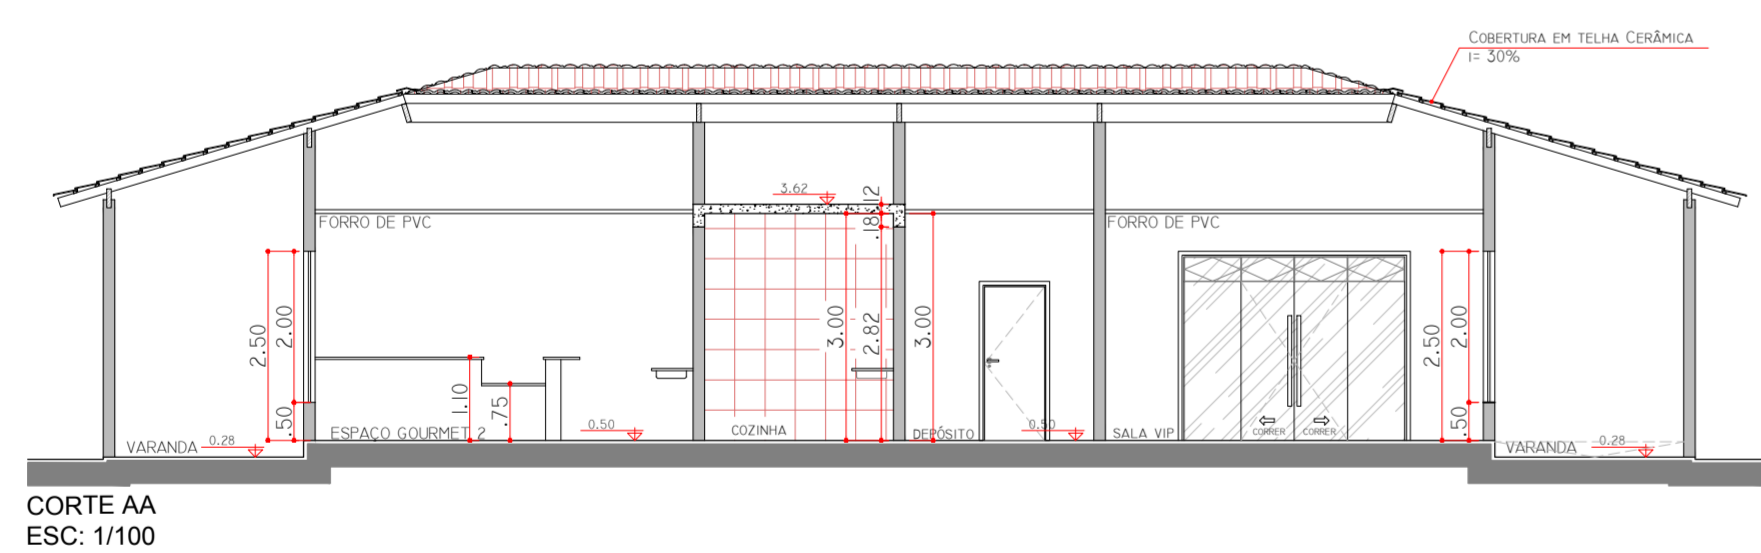 COBERTURA EM TELHA CERÂMICA
I= 30%
3.62
.12
FORRO DE PVC
.18
FORRO DE PVC
2.50
2.00
3.00
2.82
3.00
2.50
2.00
1.10
.75
.50
ESPAÇO GOURMET 2
0.50
COZINHA
DEPÓSITO
0.50
SALA VIP
CORRER
CORRER
.50
VARANDA
0.28
VARANDA
0.28
CORTE AA
ESC: 1/100